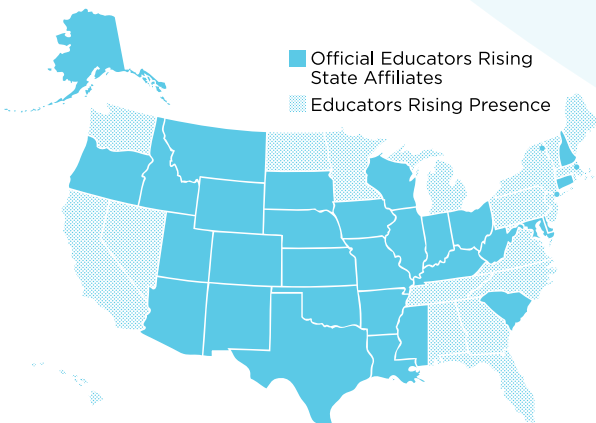 Official Educators Rising
State Affiliates
Educators Rising Presence